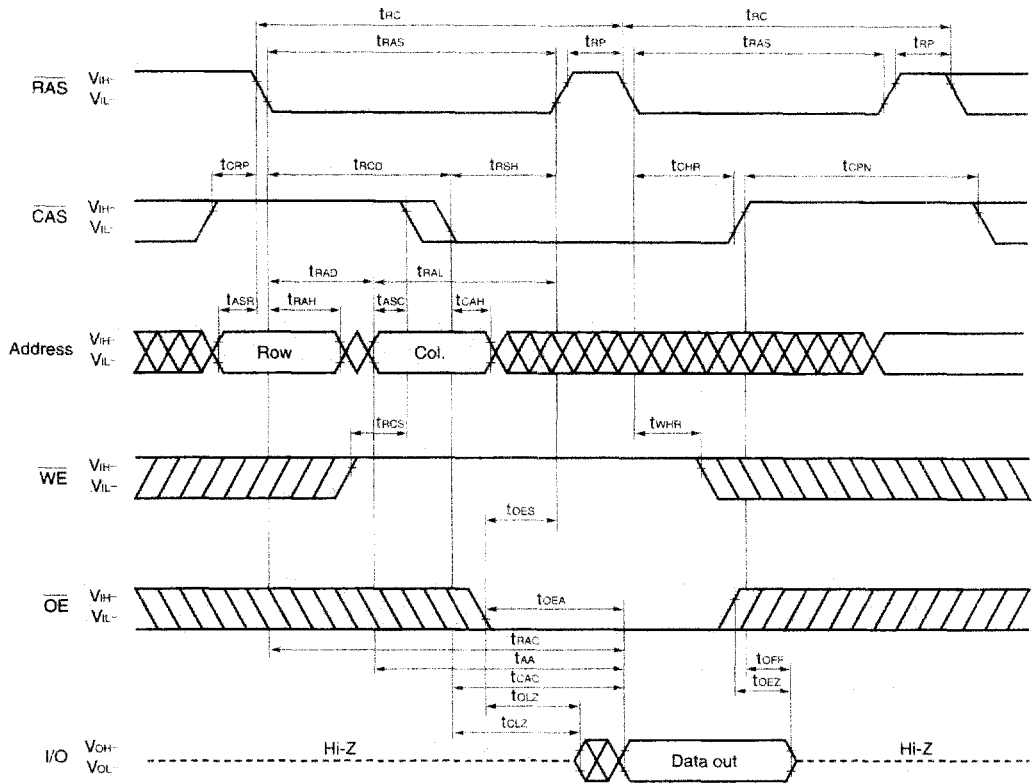 tRC tRC
tRAS tRP tRAS tRP
RAS VIH- VIL-
tCRP tRCD tRSH tCHR tCPN
CAS VIH- VIL-
tRAD tRAL
tASR tRAH tASC tCAH
Address VIH- VIL- Row Col.
tRCS tWHR
WE VIH- VIL-
tOES
OE VIH- VIL-
tOEA
tRAC
tAA tOFF
tCAC tOEZ
tOLZ
tCLZ
I/O VOH- VOL- Hi-Z Data out Hi-Z